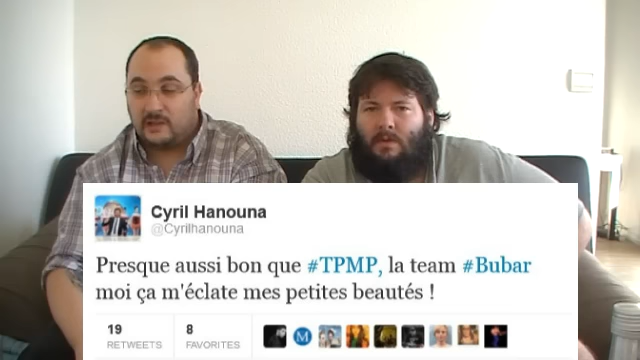 Cyril Hanouna
@Cyrilhanouna
Presque aussi bon que #TPMP, la team #Bubar
moi ça m'éclate mes petites beautés !
19 8
RETWEETS FAVORITES
M